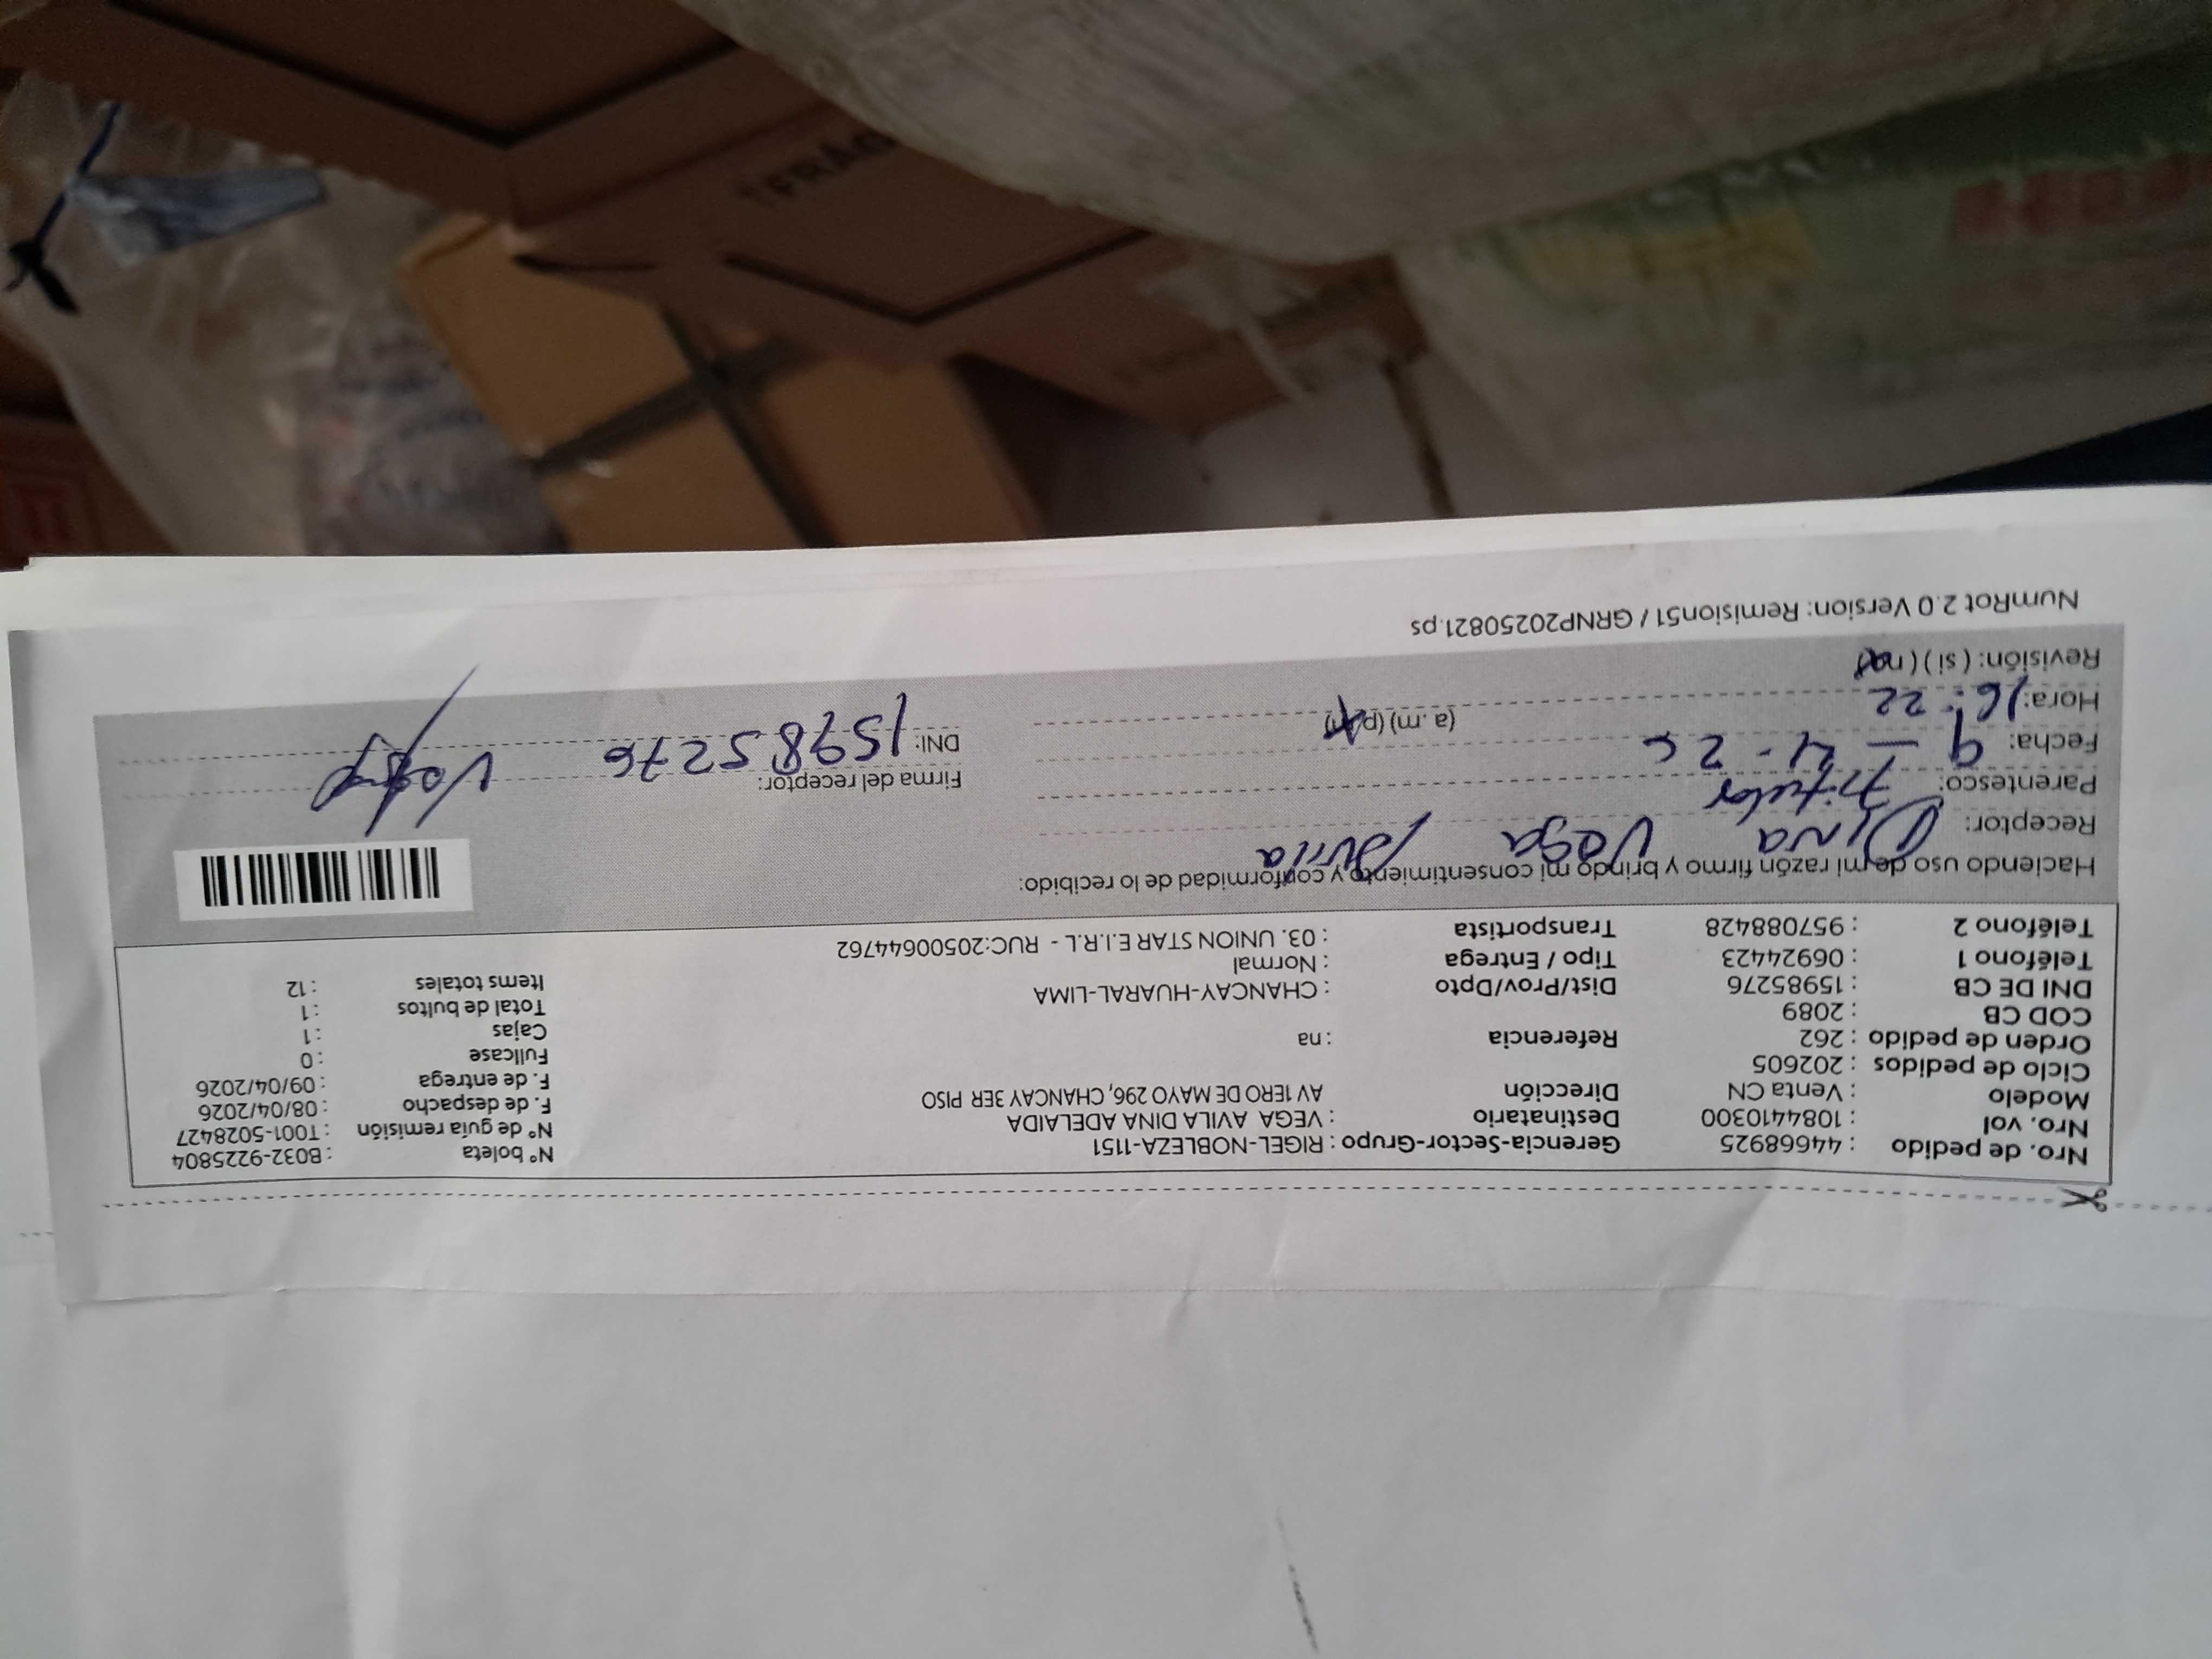 Nro. de pedido : 44668925 Gerencia-Sector-Grupo : RIGEL-NOBLEZA-1151 N° boleta : B032-9225804
Nro. vol : 1084410300 Destinatario : VEGA AVILA DINA ADELAIDA N° de guía remisión : T001-5028427
Modelo : Venta CN Dirección AV 1ERO DE MAYO 296, CHANCAY 3ER PISO F. de despacho : 08/04/2026
Ciclo de pedidos : 202605 F. de entrega : 09/04/2026
Orden de pedido : 262 Referencia : na Fullcase : 0
COD CB : 2089 Cajas : 1
DNI DE CB : 15985276 Dist/Prov/Dpto : CHANCAY-HUARAL-LIMA Total de bultos : 1
Teléfono 1 : 06924423 Tipo / Entrega : Normal Items totales : 12
Teléfono 2 : 957088428 Transportista : 03. UNION STAR E.I.R.L - RUC:20500644762
Haciendo uso de mi razón firmo y brindo mi consentimiento y conformidad de lo recibido:
Receptor: Dina Vega Avila
Parentesco: Titular Firma del receptor:
Fecha: 9 - 4 - 26 DNI: 15985276
Hora: 16:22 (a. m) (p. m)
Revisión: ( si ) ( no )
NumRot 2.0 Version: Remision51 / GRNP20250821.ps